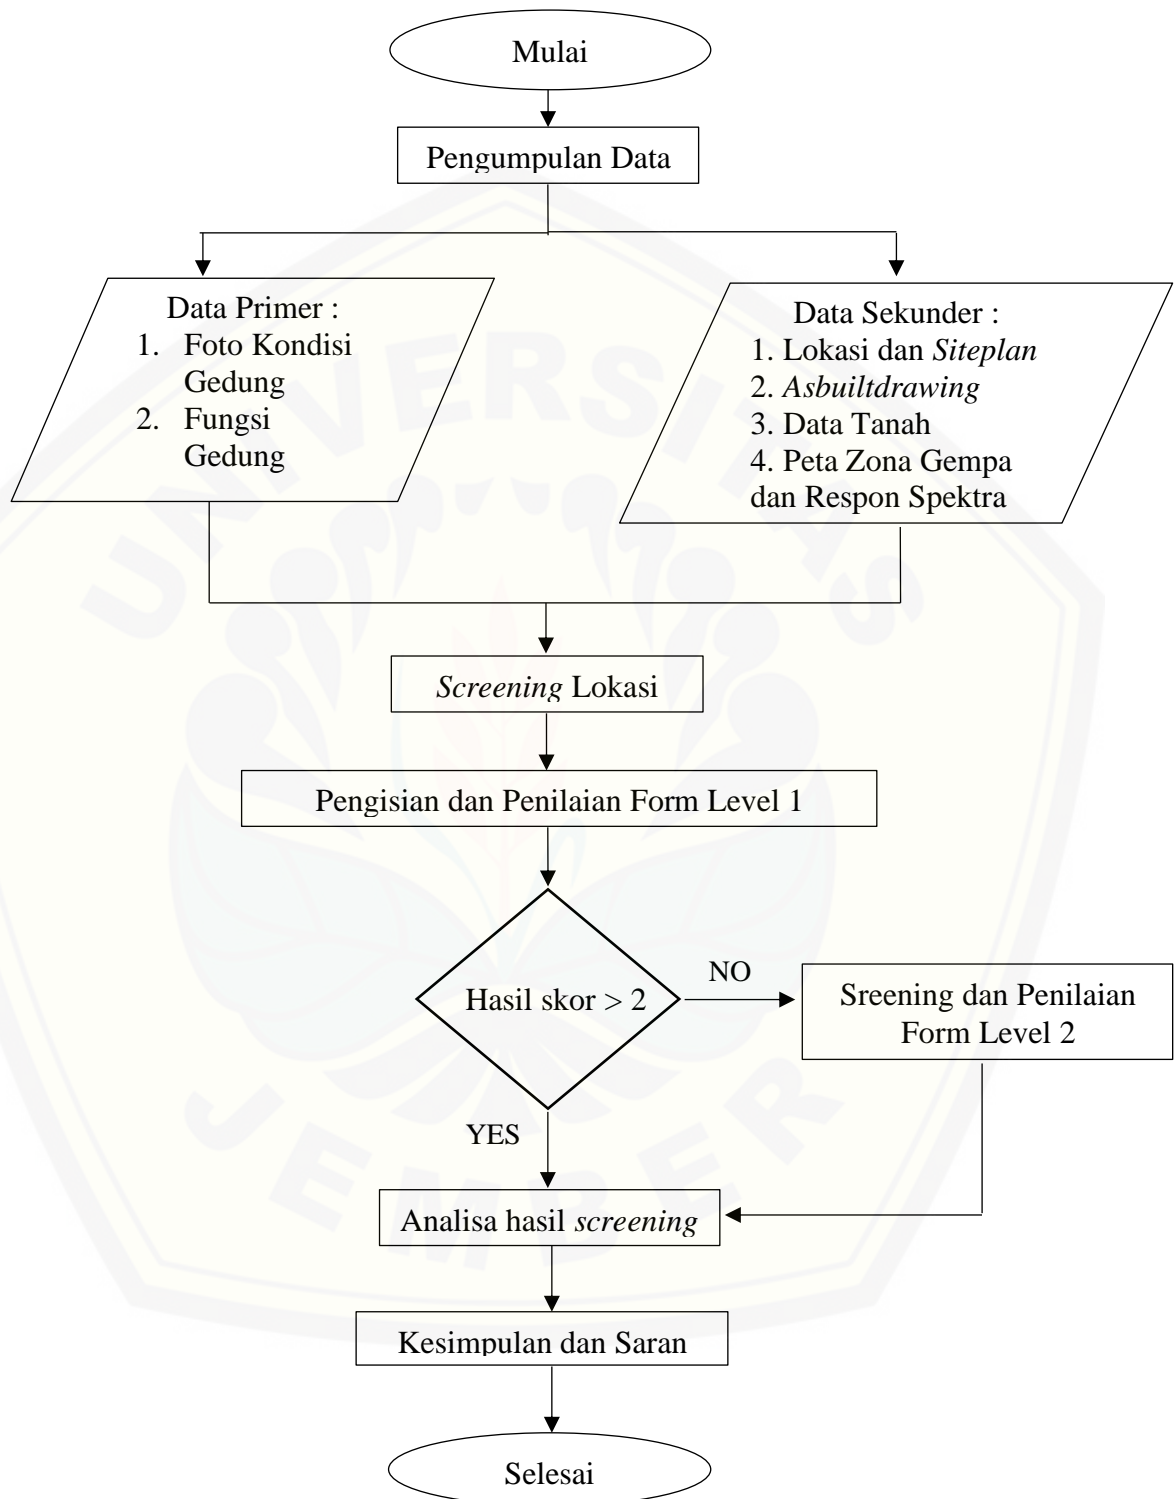 Mulai
Pengumpulan Data
Data Primer :
1. Foto Kondisi
Gedung
2. Fungsi
Gedung
Data Sekunder :
1. Lokasi dan Siteplan
2. Asbuiltdrawing
3. Data Tanah
4. Peta Zona Gempa
dan Respon Spektra
Screening Lokasi
Pengisian dan Penilaian Form Level 1
Hasil skor > 2
NO
Sreening dan Penilaian
Form Level 2
YES
Analisa hasil screening
Kesimpulan dan Saran
Selesai
UNIVERSITAS
JEMBER